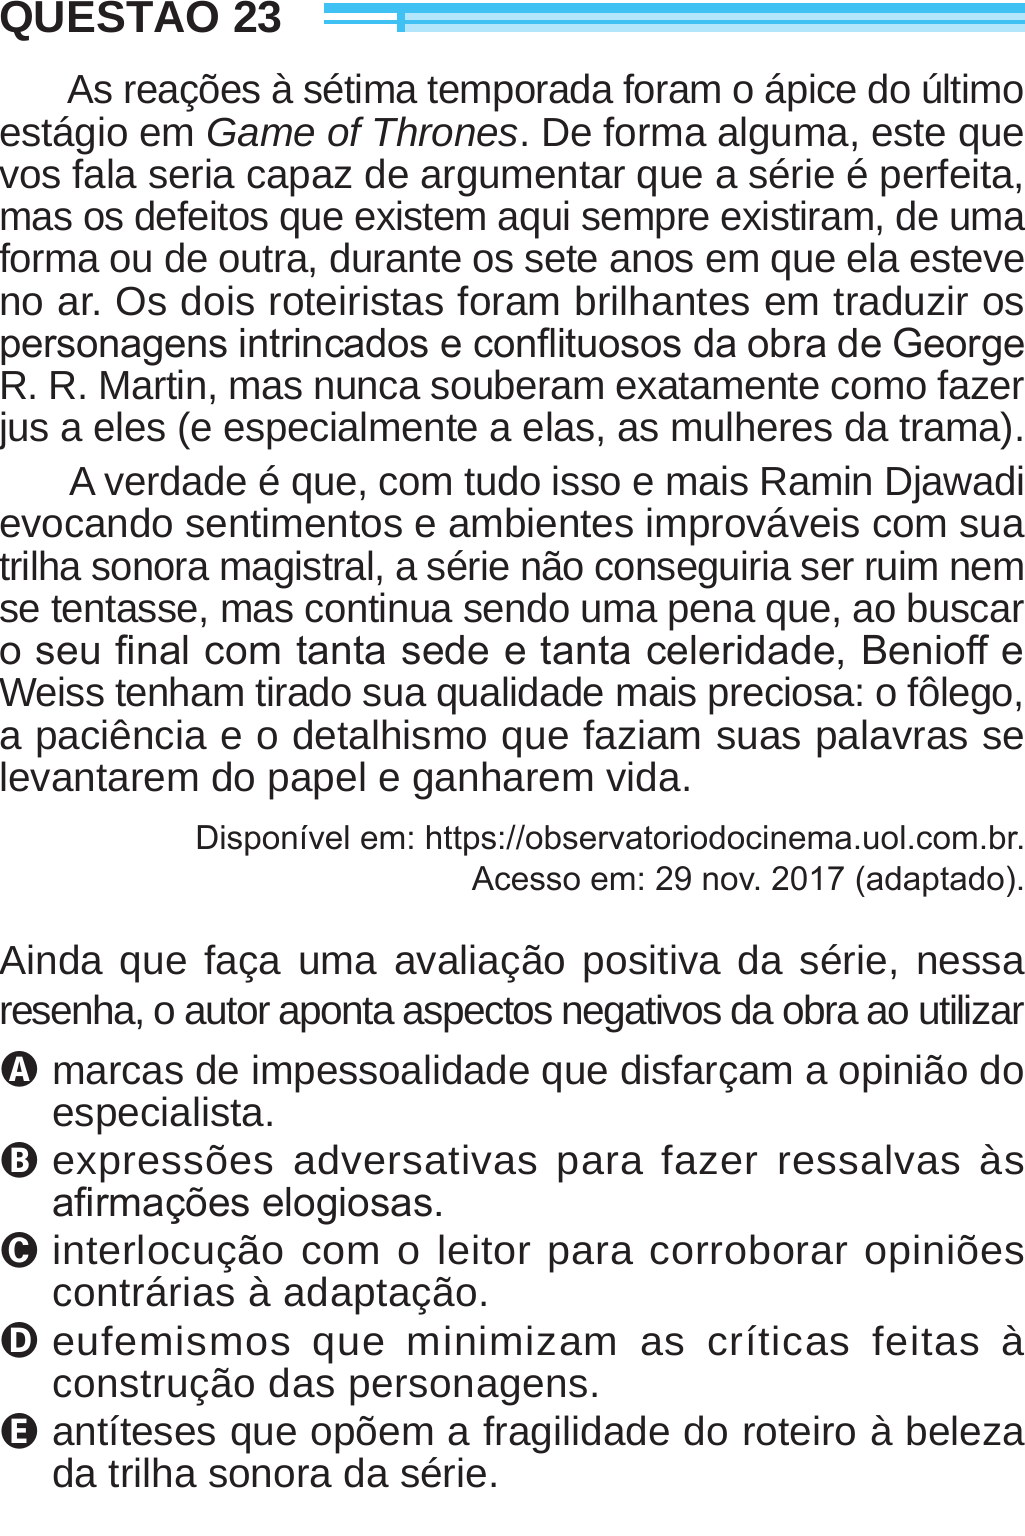 QUESTÃO 23
As reações à sétima temporada foram o ápice do último
estágio em Game of Thrones. De forma alguma, este que
vos fala seria capaz de argumentar que a série é perfeita,
mas os defeitos que existem aqui sempre existiram, de uma
forma ou de outra, durante os sete anos em que ela esteve
no ar. Os dois roteiristas foram brilhantes em traduzir os
personagens intrincados e conflituosos da obra de George
R. R. Martin, mas nunca souberam exatamente como fazer
jus a eles (e especialmente a elas, as mulheres da trama).
A verdade é que, com tudo isso e mais Ramin Djawadi
evocando sentimentos e ambientes improváveis com sua
trilha sonora magistral, a série não conseguiria ser ruim nem
se tentasse, mas continua sendo uma pena que, ao buscar
o seu final com tanta sede e tanta celeridade, Benioff e
Weiss tenham tirado sua qualidade mais preciosa: o fôlego,
a paciência e o detalhismo que faziam suas palavras se
levantarem do papel e ganharem vida.
Disponível em: https://observatoriodocinema.uol.com.br.
Acesso em: 29 nov. 2017 (adaptado).
Ainda que faça uma avaliação positiva da série, nessa
resenha, o autor aponta aspectos negativos da obra ao utilizar
A marcas de impessoalidade que disfarçam a opinião do
especialista.
B expressões adversativas para fazer ressalvas às
afirmações elogiosas.
C interlocução com o leitor para corroborar opiniões
contrárias à adaptação.
D eufemismos que minimizam as críticas feitas à
construção das personagens.
E antíteses que opõem a fragilidade do roteiro à beleza
da trilha sonora da série.